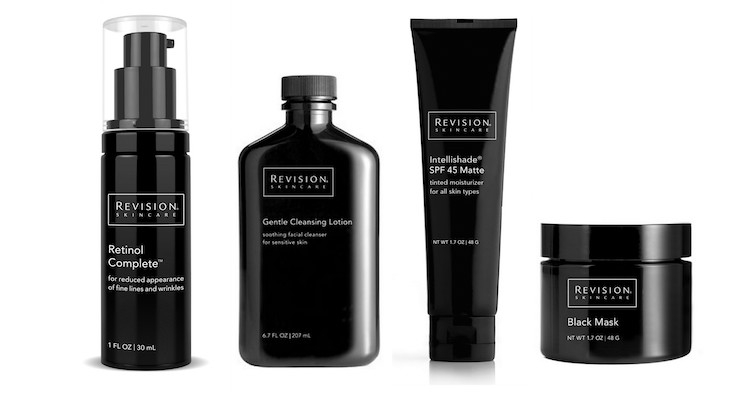 REVISION®
SKINCARE
Retinol
Complete™
for reduced appearance
of fine lines and wrinkles
1 FL OZ | 30 mL
REVISION®
SKINCARE
Gentle Cleansing Lotion
soothing facial cleanser
for sensitive skin
6.7 FL OZ | 207 mL
REVISION®
SKINCARE
Intellishade®
SPF 45 Matte
tinted moisturizer
for all skin types
NT WT 1.7 OZ | 48 G
REVISION®
SKINCARE
Black Mask
NT WT 1.7 OZ | 48 G